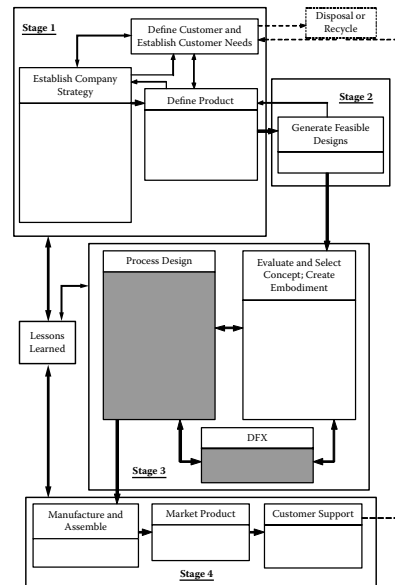 Stage 1
Define Customer and
Establish Customer Needs
Disposal or
Recycle
Establish Company
Strategy
Define Product
Stage 2
Generate Feasible
Designs
Process Design
Evaluate and Select
Concept; Create
Embodiment
Lessons
Learned
DFX
Stage 3
Manufacture and
Assemble
Market Product
Customer Support
Stage 4